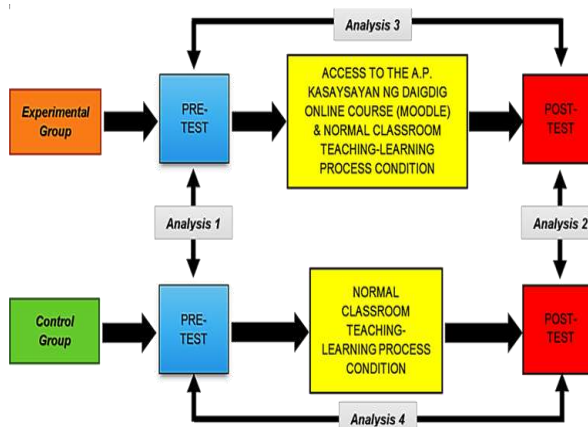 Analysis 3
Experimental
Group
PRE-
TEST
ACCESS TO THE A.P.
KASAYSAYAN NG DAIGDIG
ONLINE COURSE (MOODLE)
& NORMAL CLASSROOM
TEACHING-LEARNING
PROCESS CONDITION
POST-
TEST
Analysis 1
Analysis 2
Control
Group
PRE-
TEST
NORMAL
CLASSROOM
TEACHING-
LEARNING PROCESS
CONDITION
POST-
TEST
Analysis 4